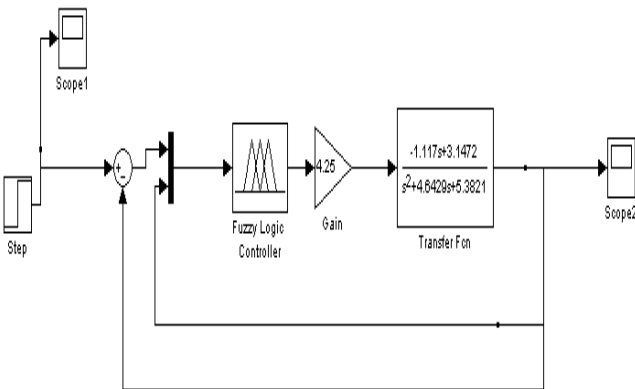 Scope1
+
-
Step
Fuzzy Logic
Controller
4.25
Gain
-1.117s+3.1472
s²+4.6429s+5.3821
Transfer Fcn
Scope2